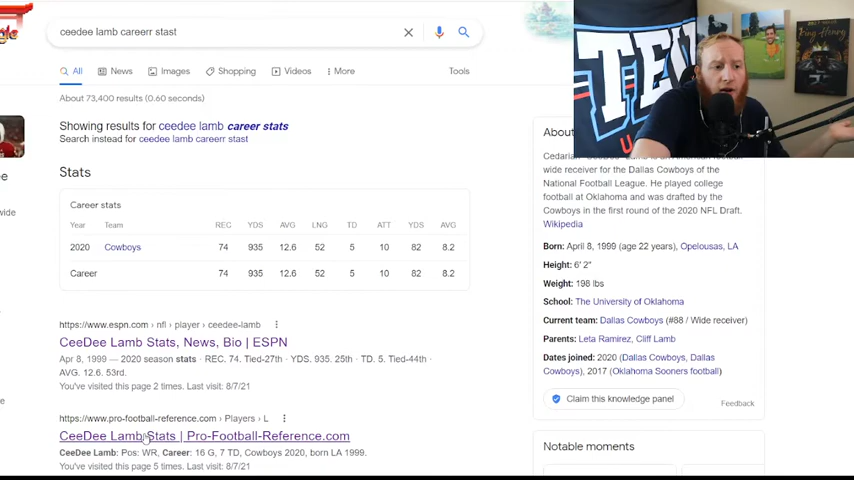 ceedee lamb careerr stast
All
News
Images
Shopping
Videos
More
Tools
About 73,400 results (0.60 seconds)
Showing results for ceedee lamb career stats
Search instead for ceedee lamb careerr stast
Stats
Career stats
Year Team REC YDS AVG LNG TD ATT YDS AVG
2020 Cowboys 74 935 12.6 52 5 10 82 8.2
Career 74 935 12.6 52 5 10 82 8.2
https://www.espn.com › nfl › player › ceedee-lamb
CeeDee Lamb Stats, News, Bio | ESPN
Apr 8, 1999 — 2020 season stats · REC. 74. Tied-27th · YDS. 935. 25th · TD. 5. Tied-44th ·
AVG. 12.6. 53rd.
You've visited this page 2 times. Last visit: 8/7/21
https://www.pro-football-reference.com › Players › L
CeeDee Lamb Stats | Pro-Football-Reference.com
CeeDee Lamb: Pos: WR, Career: 16 G, 7 TD, Cowboys 2020, born LA 1999.
You've visited this page 5 times. Last visit: 8/7/21
wide
About
wide receiver for the Dallas Cowboys of the
National Football League. He played college
football at Oklahoma and was drafted by the
Cowboys in the first round of the 2020 NFL Draft.
Wikipedia
Born: April 8, 1999 (age 22 years), Opelousas, LA
Height: 6′ 2″
Weight: 198 lbs
School: The University of Oklahoma
Current team: Dallas Cowboys (#88 / Wide receiver)
Parents: Leta Ramirez, Cliff Lamb
Dates joined: 2020 (Dallas Cowboys, Dallas
Cowboys), 2017 (Oklahoma Sooners football)
Claim this knowledge panel
Feedback
Notable moments
King Henry